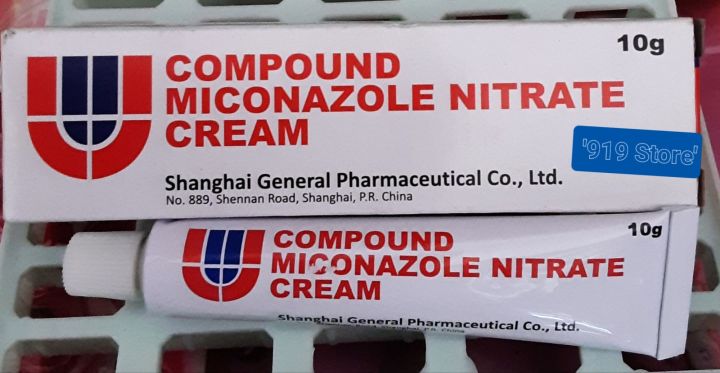 10g
COMPOUND
MICONAZOLE NITRATE
CREAM
'919 Store'
Shanghai General Pharmaceutical Co., Ltd.
No. 889, Shennan Road, Shanghai, P.R. China
10g
COMPOUND
MICONAZOLE NITRATE
CREAM
Shanghai General Pharmaceutical Co., Ltd.